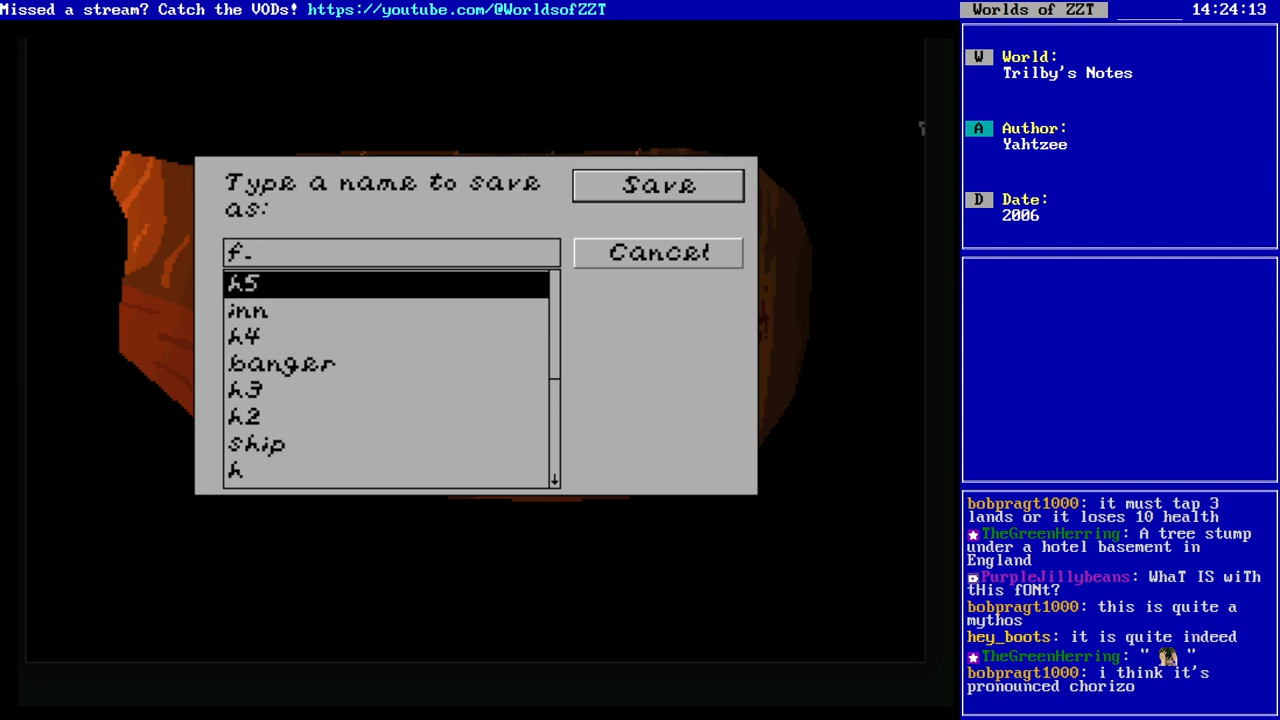 Missed a stream? Catch the VODs! https://youtube.com/@WorldsofZZT
Worlds of ZZT
14:24:13
W World:
Trilby's Notes
A Author:
Yahtzee
D Date:
2006
Type a name to save
as:
Save
f.
Cancel
h5
inn
h4
banger
h3
h2
ship
h
bobpragt1000: it must tap 3
lands or it loses 10 health
TheGreenHerring: A tree stump
under a hotel basement in
England
PurpleJillybeans: WhaT IS wiTh
tHis fONt?
bobpragt1000: this is quite a
mythos
hey_boots: it is quite indeed
TheGreenHerring: " "
bobpragt1000: i think it's
pronounced chorizo